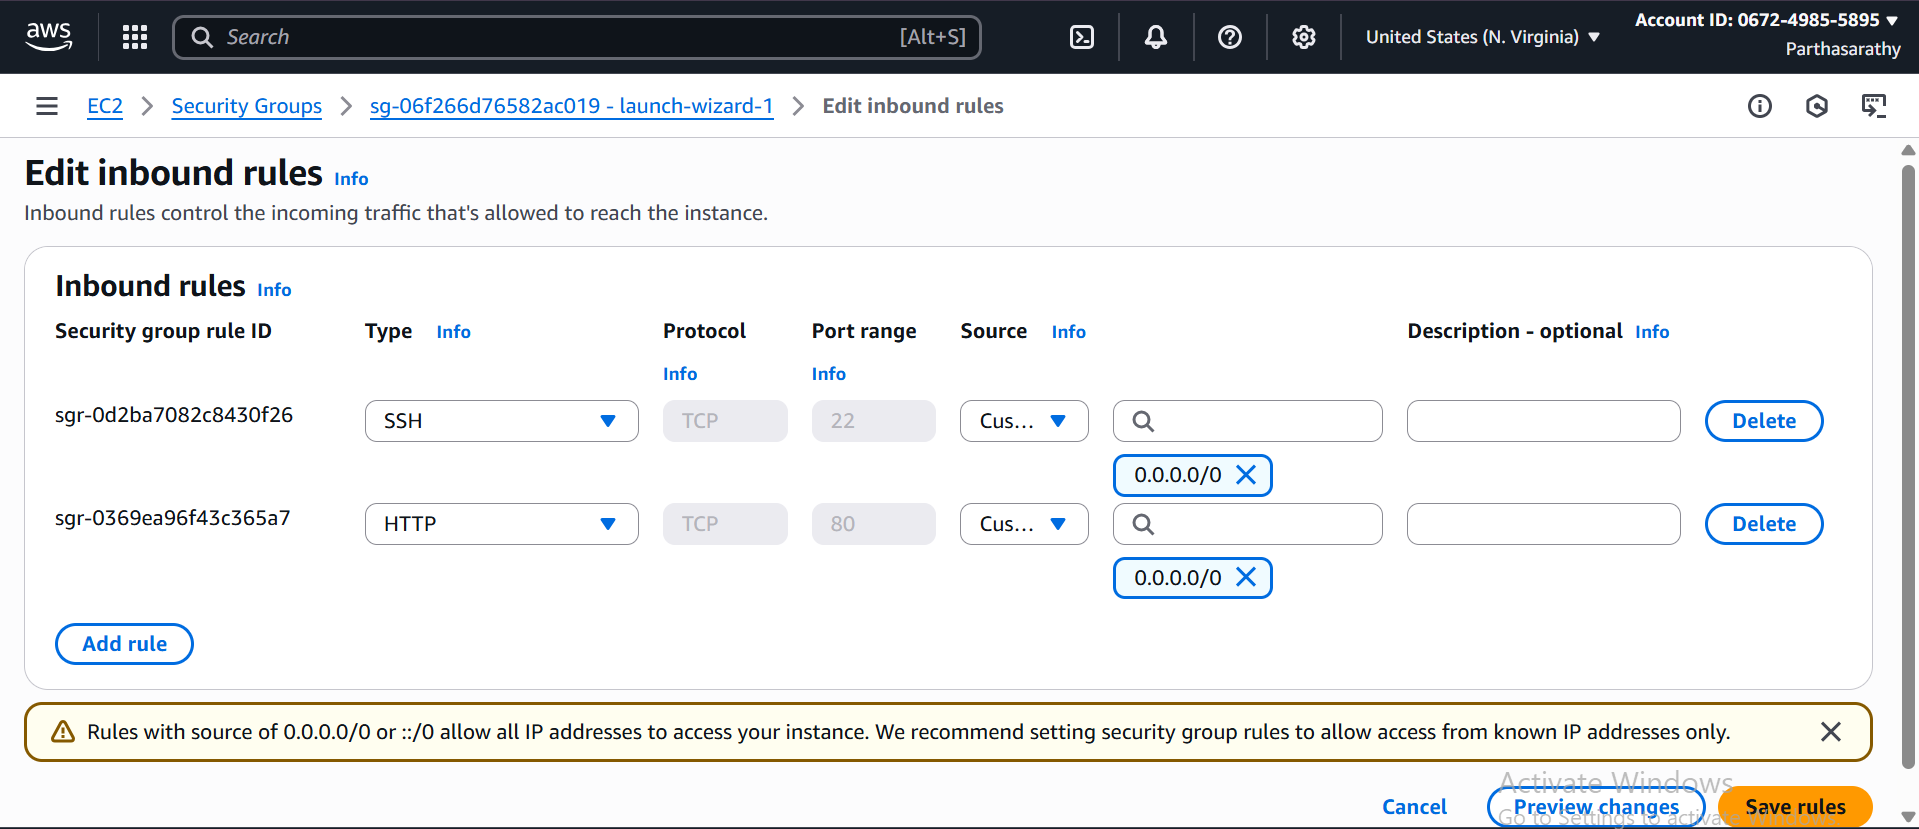 aws
Search [Alt+S]
United States (N. Virginia)
Account ID: 0672-4985-5895
Parthasarathy
EC2 > Security Groups > sg-06f266d76582ac019 - launch-wizard-1 > Edit inbound rules
Edit inbound rules Info
Inbound rules control the incoming traffic that's allowed to reach the instance.
Inbound rules Info
Security group rule ID Type Info Protocol Info Port range Info Source Info Description - optional Info
sgr-0d2ba7082c8430f26 SSH TCP 22 Cus... Delete
0.0.0.0/0
sgr-0369ea96f43c365a7 HTTP TCP 80 Cus... Delete
0.0.0.0/0
Add rule
Rules with source of 0.0.0.0/0 or ::/0 allow all IP addresses to access your instance. We recommend setting security group rules to allow access from known IP addresses only.
Activate Windows
Cancel Preview changes Save rules
Go to Settings to activate Windows.